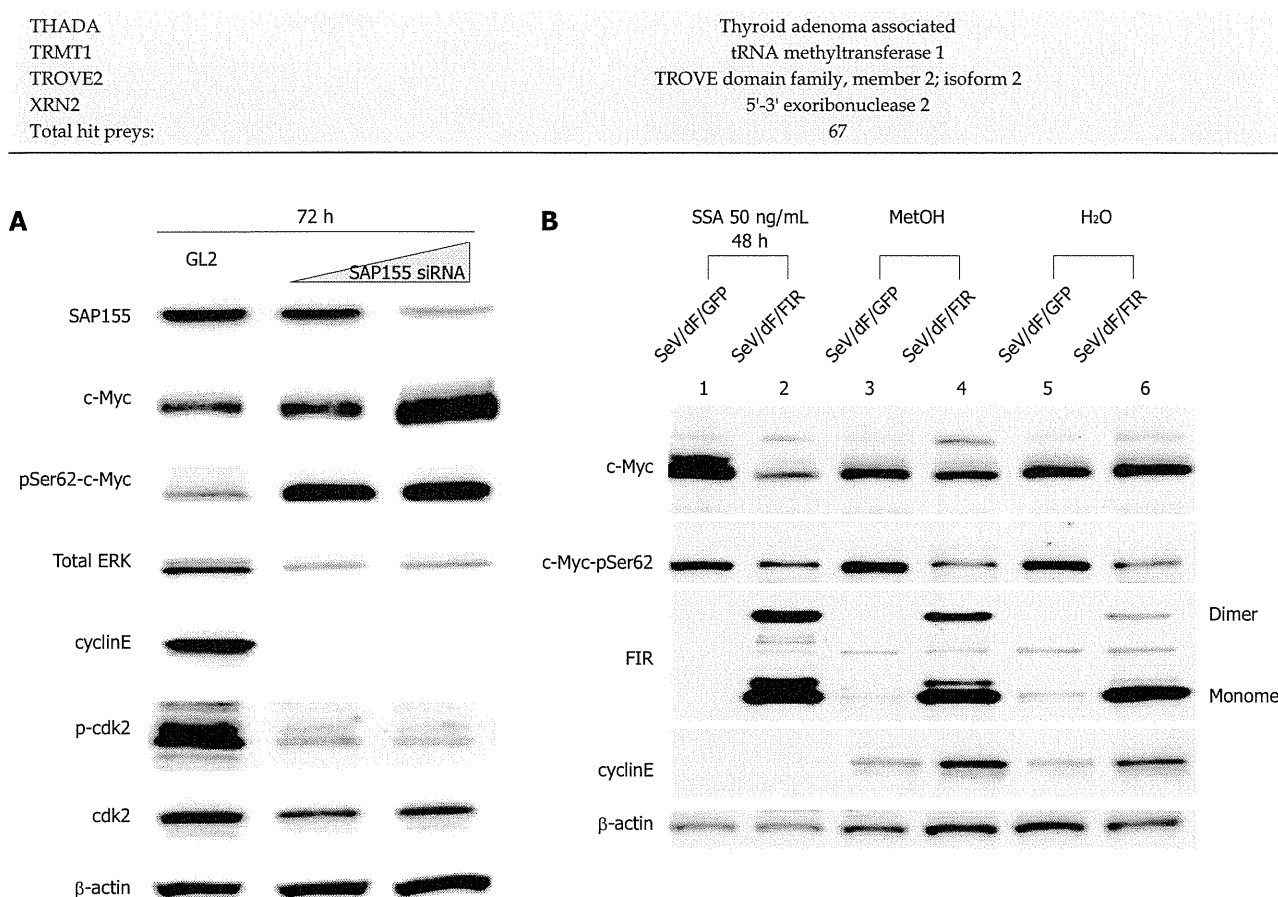 THADA Thyroid adenoma associated
TRMT1 tRNA methyltransferase 1
TROVE2 TROVE domain family, member 2; isoform 2
XRN2 5'-3' exoribonuclease 2
Total hit preys: 67
A
72 h
GL2
SAP155 siRNA
SAP155
c-Myc
pSer62-c-Myc
Total ERK
cyclinE
p-cdk2
cdk2
β-actin
B
SSA 50 ng/mL
48 h
MetOH
H₂O
SeV/dF/GFP SeV/dF/FIR SeV/dF/GFP SeV/dF/FIR SeV/dF/GFP SeV/dF/FIR
1 2 3 4 5 6
c-Myc
c-Myc-pSer62
Dimer
FIR
Monome
cyclinE
β-actin